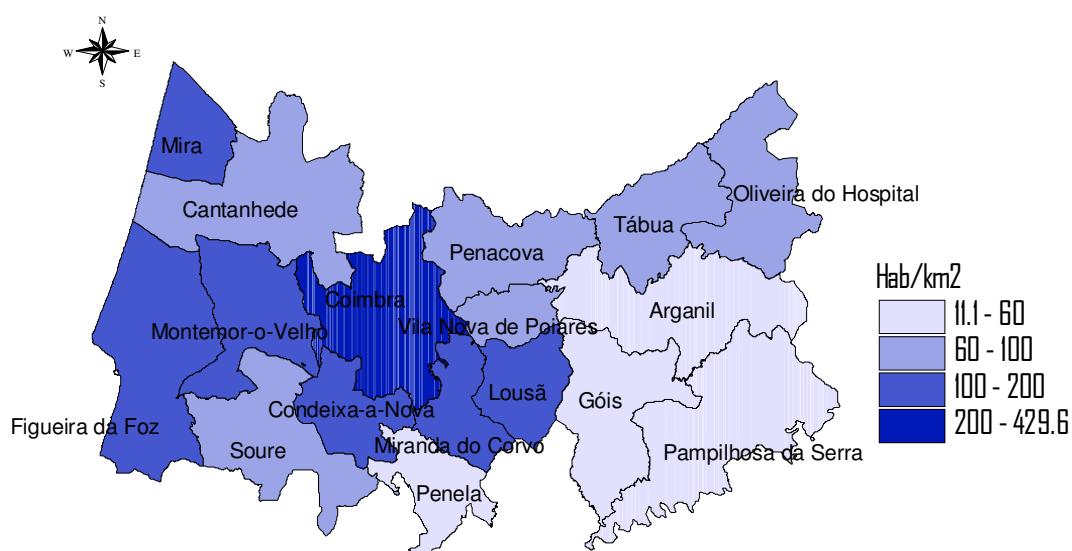 N
W E
S
Mira
Cantanhede
Oliveira do Hospital
Tábua
Penacova
Coimbra
Arganil
Montemor-o-Velho
Vila Nova de Poiares
Lousã
Góis
Condeixa-a-Nova
Figueira da Foz
Miranda do Corvo
Soure
Pampilhosa da Serra
Penela
Hab/km2
11.1 - 60
60 - 100
100 - 200
200 - 429.6